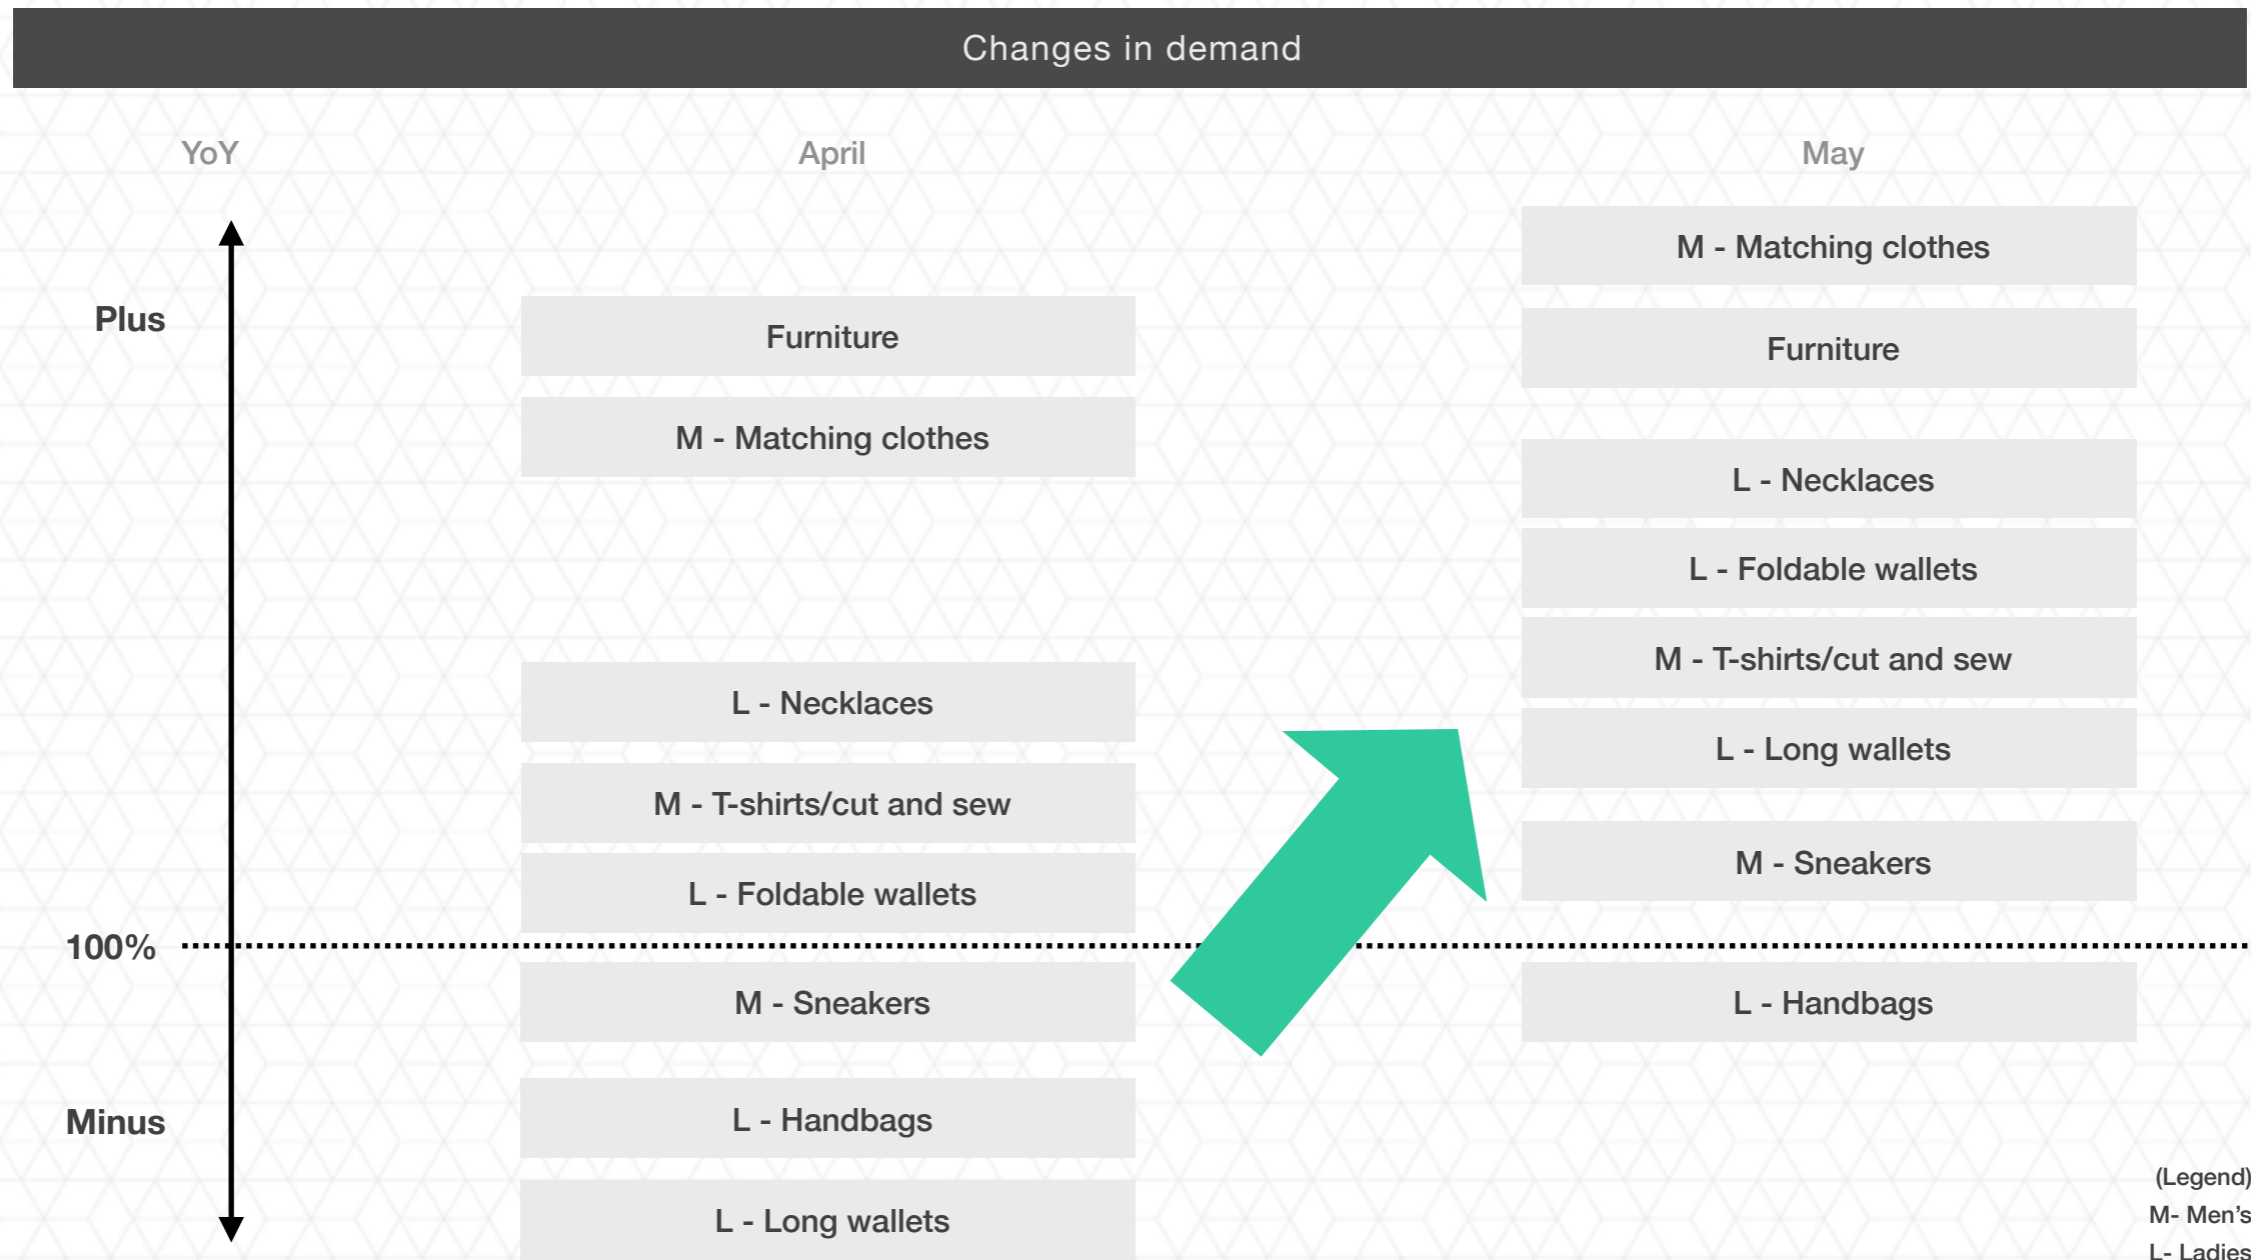 Changes in demand
YoY
April
May
Plus
Furniture
M - Matching clothes
L - Necklaces
M - T-shirts/cut and sew
L - Foldable wallets
100%
M - Sneakers
Minus
L - Handbags
L - Long wallets
M - Matching clothes
Furniture
L - Necklaces
L - Foldable wallets
M - T-shirts/cut and sew
L - Long wallets
M - Sneakers
L - Handbags
(Legend)
M- Men's
L- Ladies